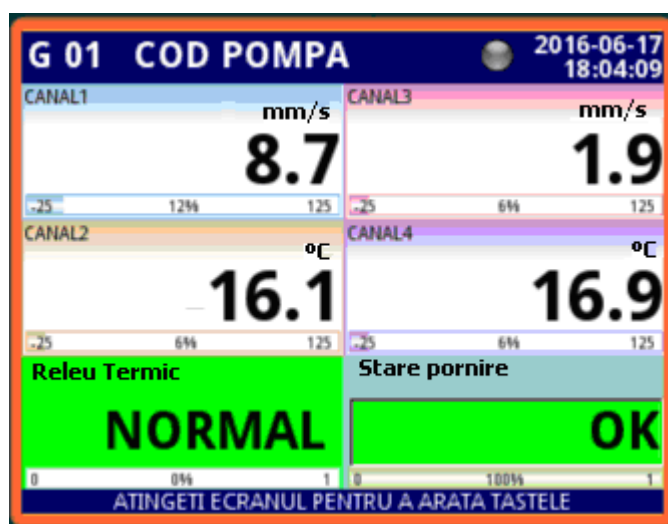 G 01 COD POMPA 2016-06-17
18:04:09
CANAL1
mm/s
8.7
-25 12% 125
CANAL3
mm/s
1.9
-25 6% 125
CANAL2
ºC
16.1
-25 6% 125
CANAL4
ºC
16.9
-25 6% 125
Releu Termic
NORMAL
0 0% 1
Stare pornire
OK
0 100% 1
ATINGETI ECRANUL PENTRU A ARATA TASTELE